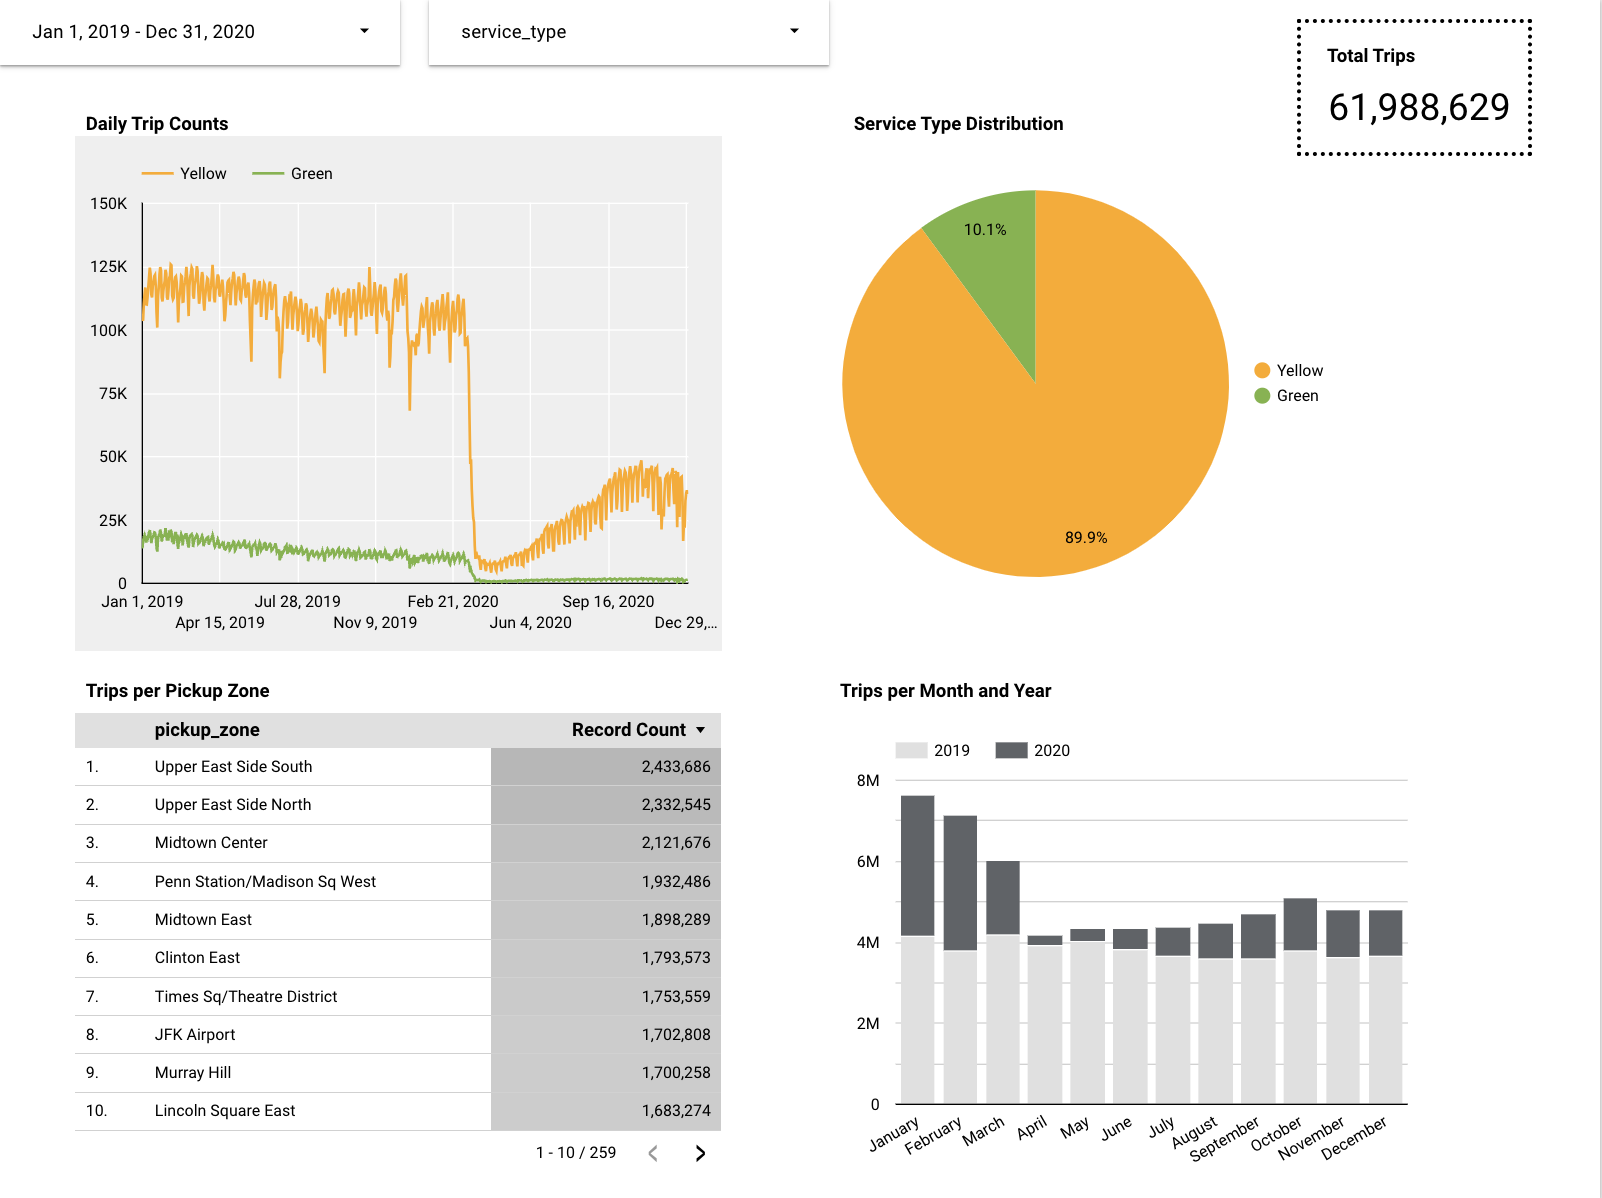 Jan 1, 2019 - Dec 31, 2020
service_type
Total Trips
61,988,629
Daily Trip Counts
Yellow
Green
150K
125K
100K
75K
50K
25K
0
Jan 1, 2019
Jul 28, 2019
Feb 21, 2020
Sep 16, 2020
Apr 15, 2019
Nov 9, 2019
Jun 4, 2020
Dec 29,...
Service Type Distribution
10.1%
89.9%
Yellow
Green
Trips per Pickup Zone
pickup_zone Record Count
1. Upper East Side South 2,433,686
2. Upper East Side North 2,332,545
3. Midtown Center 2,121,676
4. Penn Station/Madison Sq West 1,932,486
5. Midtown East 1,898,289
6. Clinton East 1,793,573
7. Times Sq/Theatre District 1,753,559
8. JFK Airport 1,702,808
9. Murray Hill 1,700,258
10. Lincoln Square East 1,683,274
1 - 10 / 259
Trips per Month and Year
2019
2020
8M
6M
4M
2M
0
January
February
March
April
May
June
July
August
September
October
November
December